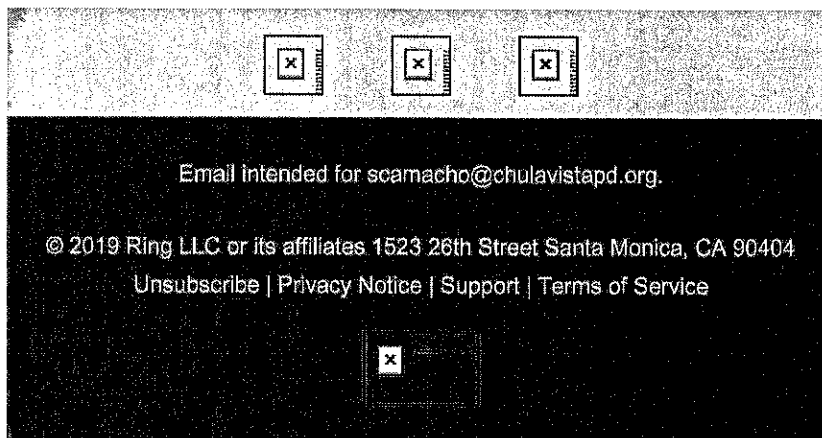 Email intended for scamacho@chulavistapd.org.
© 2019 Ring LLC or its affiliates 1523 26th Street Santa Monica, CA 90404
Unsubscribe | Privacy Notice | Support | Terms of Service